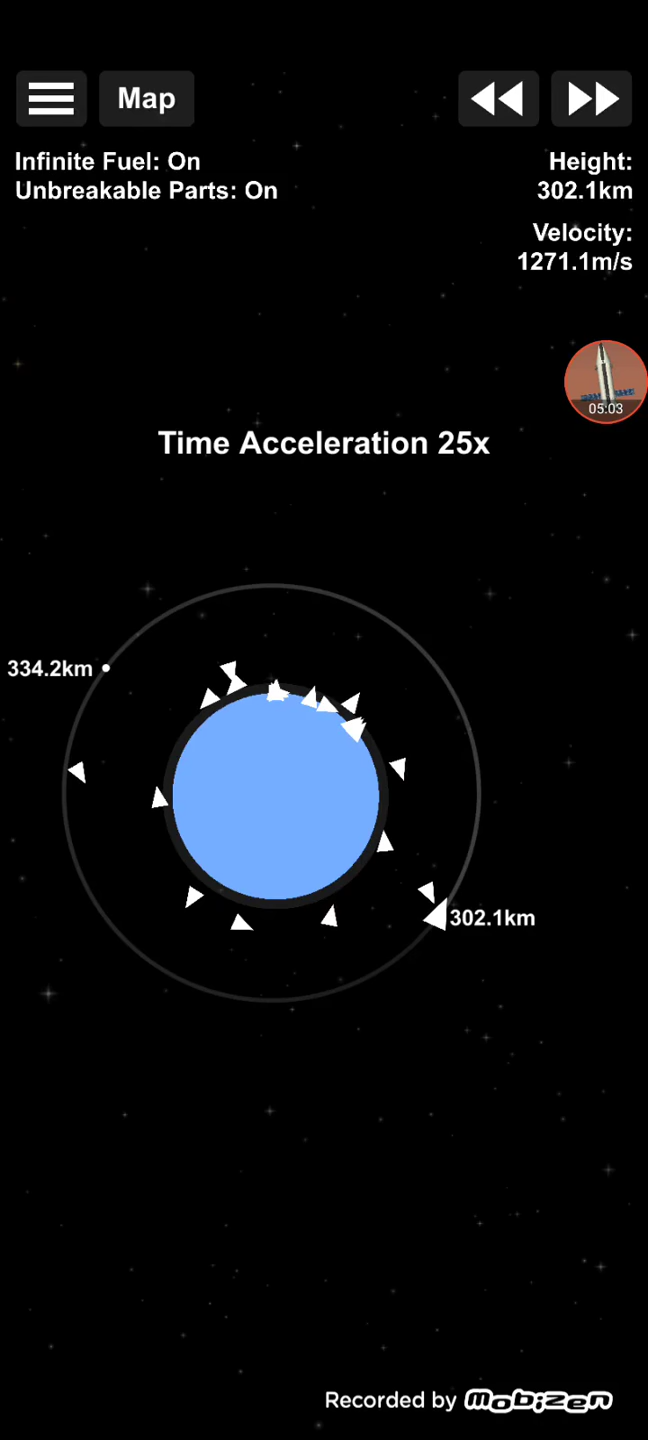 Map
Infinite Fuel: On
Unbreakable Parts: On
Height:
302.1km
Velocity:
1271.1m/s
05:03
Time Acceleration 25x
334.2km
302.1km
Recorded by mobizen